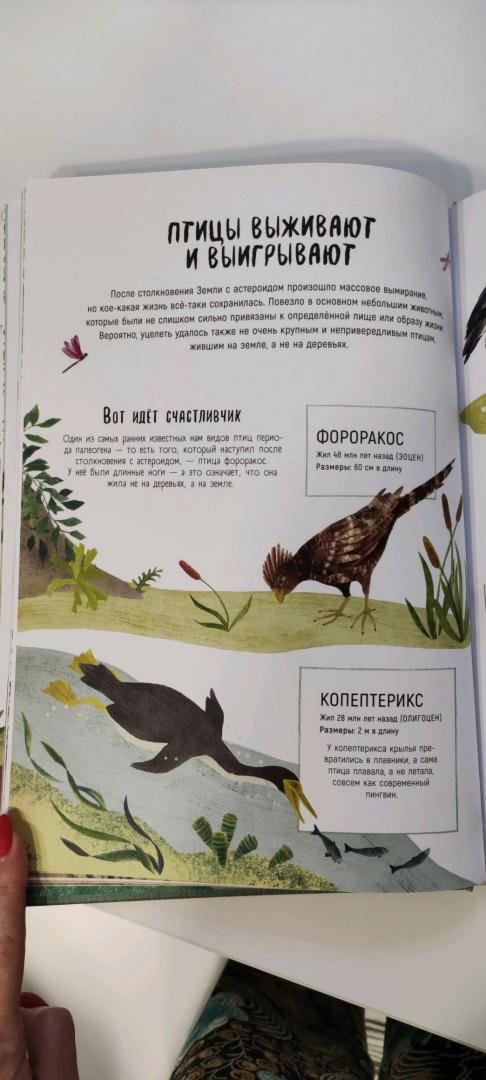 ПТИЦЫ ВЫЖИВАЮТ
И ВЫИГРЫВАЮТ
После столкновения Земли с астероидом произошло массовое вымирание,
но кое-какая жизнь всё-таки сохранилась. Повезло в основном небольшим животным,
которые были не слишком сильно привязаны к определённой пище или образу жизни.
Вероятно, уцелеть удалось также не очень крупным и непривередливым птицам,
жившим на земле, а не на деревьях.
Вот идёт счастливчик
Один из самых ранних известных нам видов птиц перио-
да палеогена — то есть того, который наступил после
столкновения с астероидом, — птица фороракос.
У неё были длинные ноги — а это означает, что она
жила не на деревьях, а на земле.
ФОРОРАКОС
Жил 48 млн лет назад (ЭОЦЕН)
Размеры: 60 см в длину
КОПЕПТЕРИКС
Жил 28 млн лет назад (ОЛИГОЦЕН)
Размеры: 2 м в длину
У копептерикса крылья пре-
вратились в плавники, а сама
птица плавала, а не летала,
совсем как современный
пингвин.